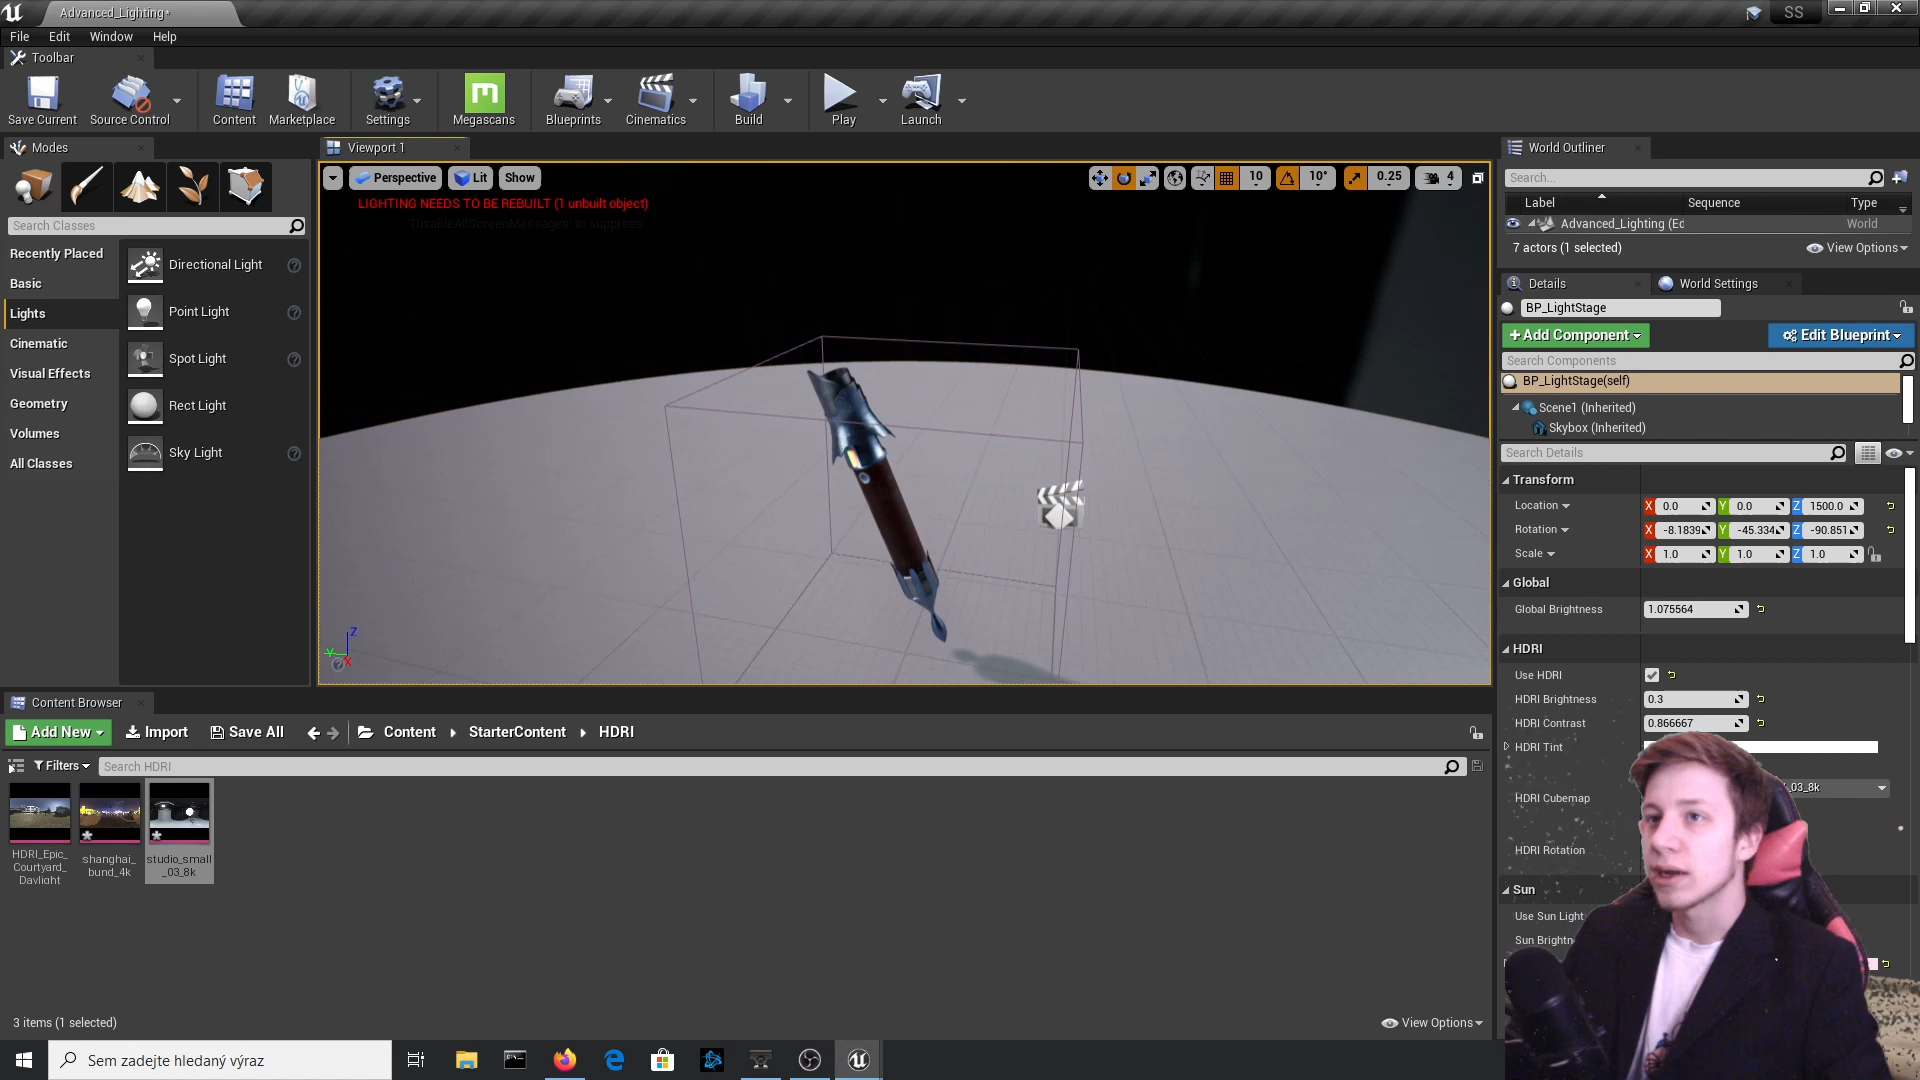 Advanced_Lighting*
SS
File Edit Window Help
Toolbar
Save Current
Source Control
Content
Marketplace
Settings
Megascans
Blueprints
Cinematics
Build
Play
Launch
Modes
Search Classes
Recently Placed
Basic
Lights
Cinematic
Visual Effects
Geometry
Volumes
All Classes
Directional Light
Point Light
Spot Light
Rect Light
Sky Light
Viewport 1
Perspective
Lit
Show
10
10°
0.25
4
LIGHTING NEEDS TO BE REBUILT (1 unbuilt object)
'DisableAllScreenMessages' to suppress
Z
Y
X
World Outliner
Search...
Label Sequence Type
Advanced_Lighting (Ec World
7 actors (1 selected)
View Options
Details
World Settings
BP_LightStage
+Add Component
Edit Blueprint
Search Components
BP_LightStage(self)
Scene1 (Inherited)
Skybox (Inherited)
Search Details
Transform
Location X 0.0 Y 0.0 Z 1500.0
Rotation X -8.1839 Y -45.334 Z -90.851
Scale X 1.0 Y 1.0 Z 1.0
Global
Global Brightness 1.075564
HDRI
Use HDRI
HDRI Brightness 0.3
HDRI Contrast 0.866667
HDRI Tint
HDRI Cubemap
_03_8k
HDRI Rotation
Sun
Use Sun Light
Sun Brightn
Content Browser
Add New
Import
Save All
Content
StarterContent
HDRI
Filters
Search HDRI
HDRI_Epic_
Courtyard_
Daylight
shanghai_
bund_4k
studio_small
_03_8k
3 items (1 selected)
View Options
Sem zadejte hledaný výraz